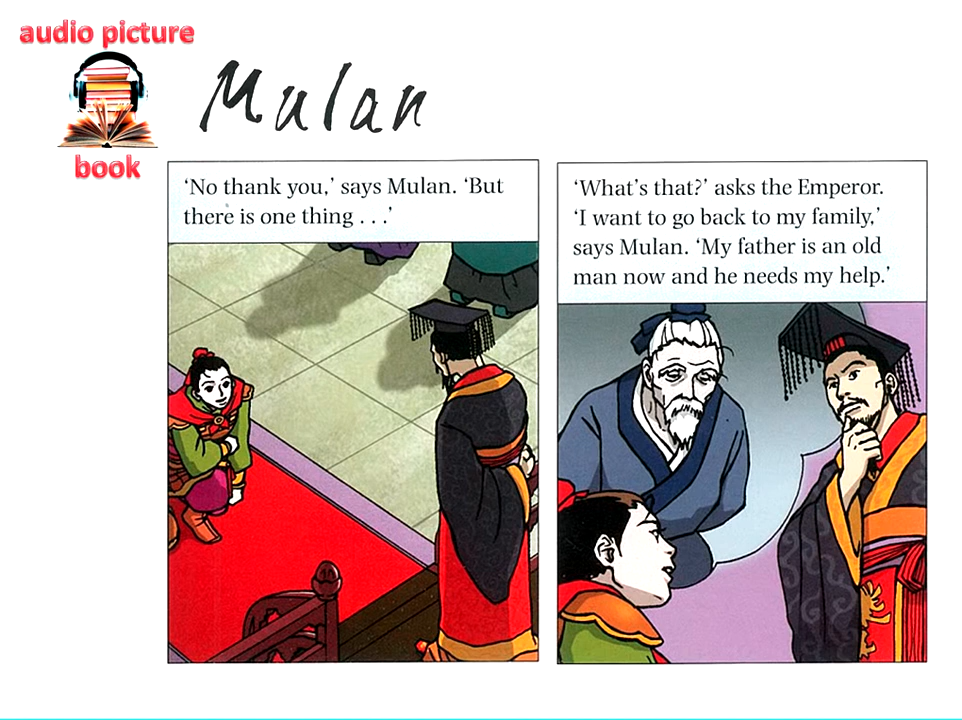 audio picture
book
Mulan
‘No thank you,’ says Mulan. ‘But
there is one thing . . .’
‘What’s that?’ asks the Emperor.
‘I want to go back to my family,’
says Mulan. ‘My father is an old
man now and he needs my help.’